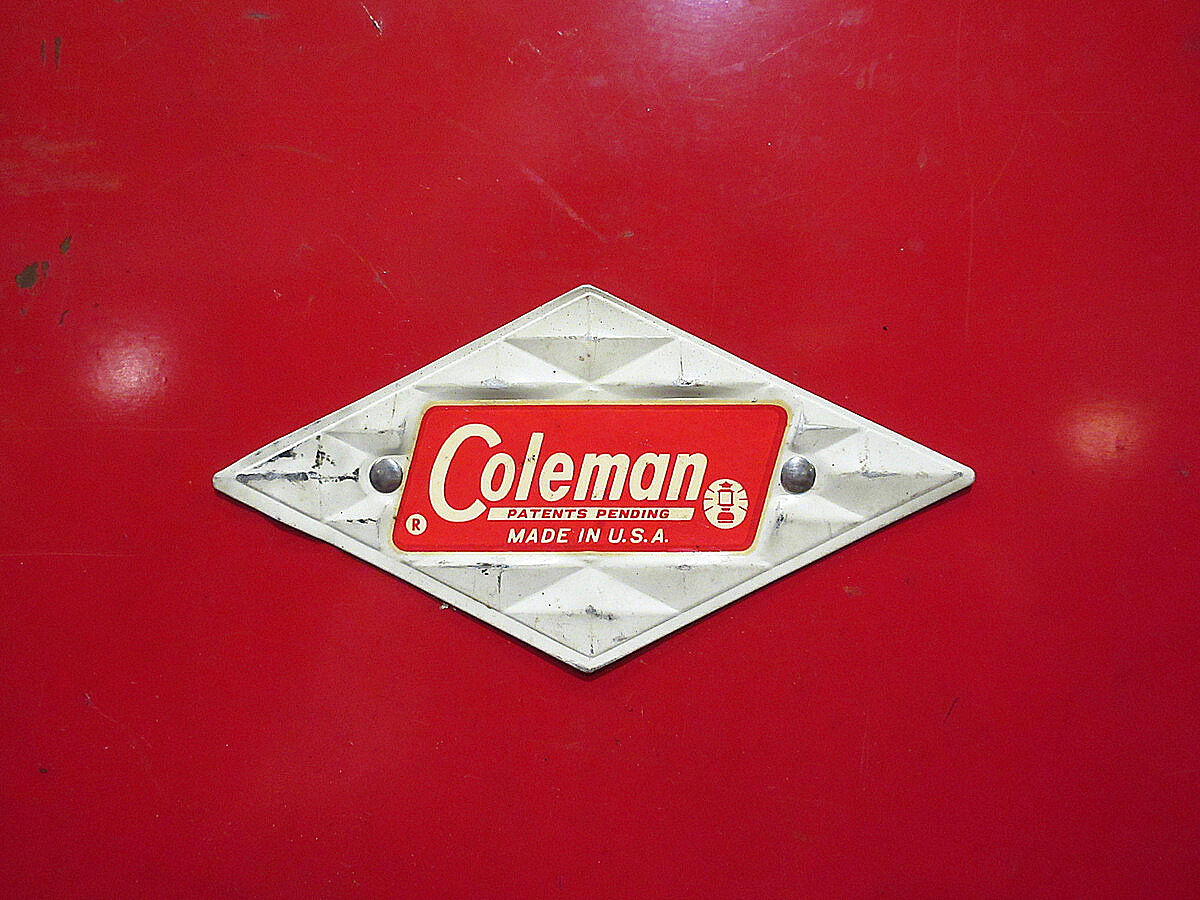 Coleman
PATENTS PENDING
R
MADE IN U.S.A.